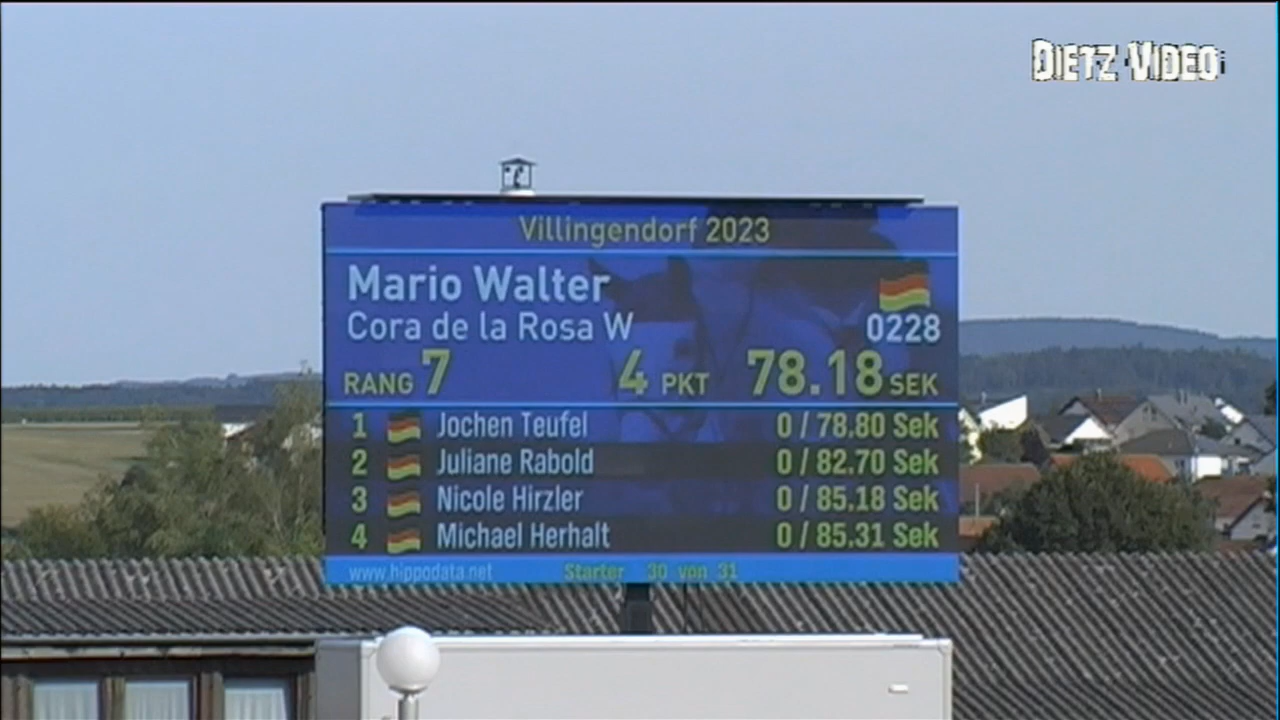 DIETZ VIDEO
Villingendorf 2023
Mario Walter
Cora de la Rosa W 0228
RANG 7 4 PKT 78.18 SEK
1 Jochen Teufel 0 / 78.80 Sek
2 Juliane Rabold 0 / 82.70 Sek
3 Nicole Hirzler 0 / 85.18 Sek
4 Michael Herhalt 0 / 85.31 Sek
www.hippodata.net Starter 30 von 31